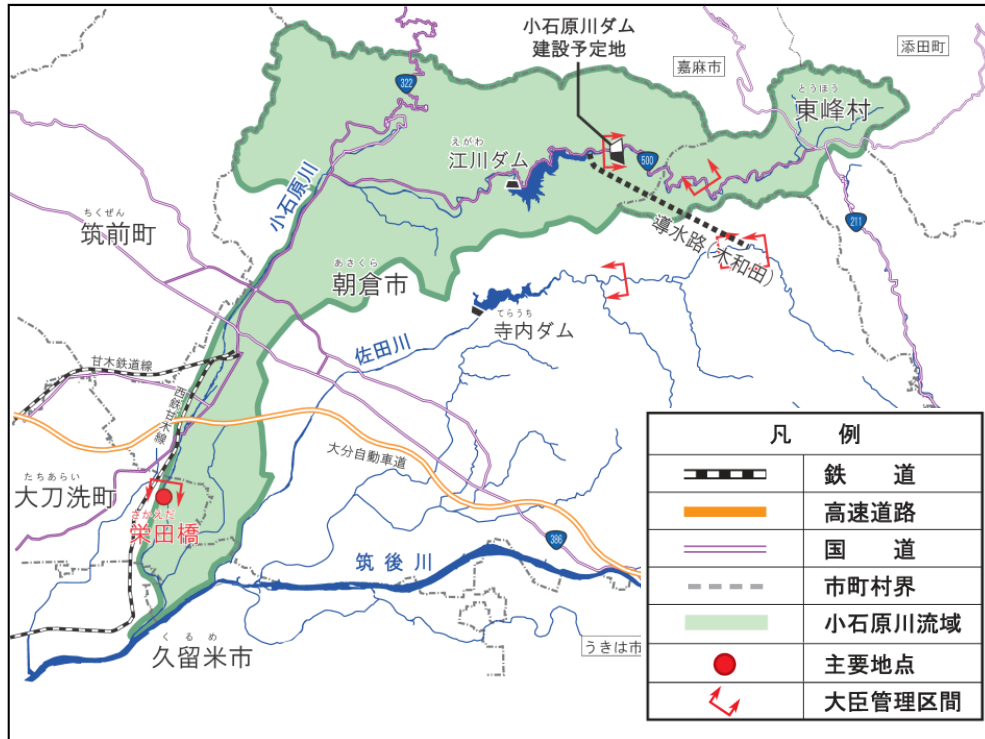 小石原川ダム
建設予定地
嘉麻市
添田町
とうほう
東峰村
322
えがわ
江川ダム
500
小石原川
211
ちくぜん
筑前町
導水路(木和田)
あさくら
朝倉市
てらうち
寺内ダム
佐田川
甘木鉄道線
西鉄甘木線
大分自動車道
たちあらい
大刀洗町
さかえだ
栄田橋
386
筑後川
くるめ
久留米市
うきは市
凡 例
鉄 道
高速道路
国 道
市町村界
小石原川流域
主要地点
大臣管理区間